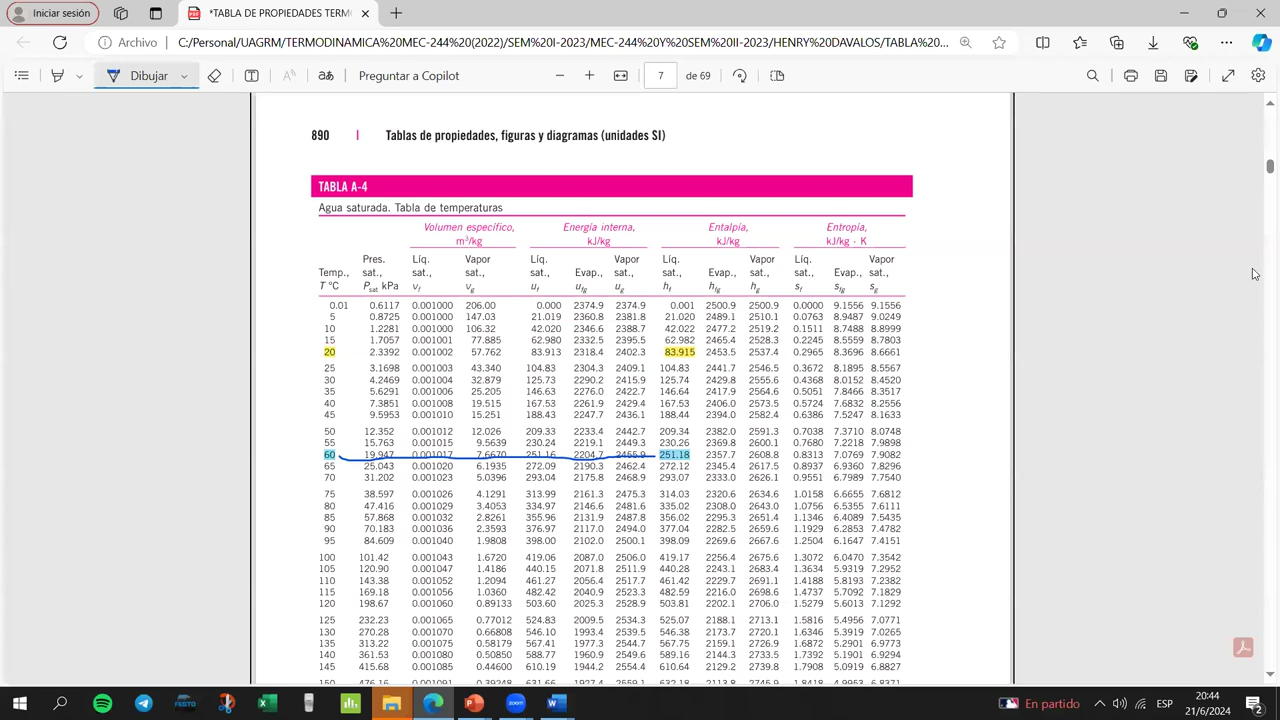 Iniciar sesión
*TABLA DE PROPIEDADES TERM
Archivo
C:/Personal/UAGRM/TERMODINAMICA%20MEC-244%20(2022)/SEM%20I-2023/MEC-244%20Y%20SEM%20II-2023/HENRY%20DAVALOS/TABLA%20...
Dibujar
Preguntar a Copilot
7 de 69
890 | Tablas de propiedades, figuras y diagramas (unidades SI)
TABLA A-4
Agua saturada. Tabla de temperaturas
Volumen específico, Energía interna, Entalpía, Entropía,
m³/kg kJ/kg kJ/kg kJ/kg · K
Pres. Líq. Vapor Líq. Vapor Líq. Vapor Líq. Vapor
Temp., sat., sat., sat., sat., Evap., sat., sat., Evap., sat., sat., Evap., sat.,
T °C Psat kPa vf vg uf ufg ug hf hfg hg sf sfg sg
0.01 0.6117 0.001000 206.00 0.000 2374.9 2374.9 0.001 2500.9 2500.9 0.0000 9.1556 9.1556
5 0.8725 0.001000 147.03 21.019 2360.8 2381.8 21.020 2489.1 2510.1 0.0763 8.9487 9.0249
10 1.2281 0.001000 106.32 42.020 2346.6 2388.7 42.022 2477.2 2519.2 0.1511 8.7488 8.8999
15 1.7057 0.001001 77.885 62.980 2332.5 2395.5 62.982 2465.4 2528.3 0.2245 8.5559 8.7803
20 2.3392 0.001002 57.762 83.913 2318.4 2402.3 83.915 2453.5 2537.4 0.2965 8.3696 8.6661
25 3.1698 0.001003 43.340 104.83 2304.3 2409.1 104.83 2441.7 2546.5 0.3672 8.1895 8.5567
30 4.2469 0.001004 32.879 125.73 2290.2 2415.9 125.74 2429.8 2555.6 0.4368 8.0152 8.4520
35 5.6291 0.001006 25.205 146.63 2276.0 2422.7 146.64 2417.9 2564.6 0.5051 7.8466 8.3517
40 7.3851 0.001008 19.515 167.53 2261.9 2429.4 167.53 2406.0 2573.5 0.5724 7.6832 8.2556
45 9.5953 0.001010 15.251 188.43 2247.7 2436.1 188.44 2394.0 2582.4 0.6386 7.5247 8.1633
50 12.352 0.001012 12.026 209.33 2233.4 2442.7 209.34 2382.0 2591.3 0.7038 7.3710 8.0748
55 15.763 0.001015 9.5639 230.24 2219.1 2449.3 230.26 2369.8 2600.1 0.7680 7.2218 7.9898
60 19.947 0.001017 7.6670 251.16 2204.7 2455.9 251.18 2357.7 2608.8 0.8313 7.0769 7.9082
65 25.043 0.001020 6.1935 272.09 2190.3 2462.4 272.12 2345.4 2617.5 0.8937 6.9360 7.8296
70 31.202 0.001023 5.0396 293.04 2175.8 2468.9 293.07 2333.0 2626.1 0.9551 6.7989 7.7540
75 38.597 0.001026 4.1291 313.99 2161.3 2475.3 314.03 2320.6 2634.6 1.0158 6.6655 7.6812
80 47.416 0.001029 3.4053 334.97 2146.6 2481.6 335.02 2308.0 2643.0 1.0756 6.5355 7.6111
85 57.868 0.001032 2.8261 355.96 2131.9 2487.8 356.02 2295.3 2651.4 1.1346 6.4089 7.5435
90 70.183 0.001036 2.3593 376.97 2117.0 2494.0 377.04 2282.5 2659.6 1.1929 6.2853 7.4782
95 84.609 0.001040 1.9808 398.00 2102.0 2500.1 398.09 2269.6 2667.6 1.2504 6.1647 7.4151
100 101.42 0.001043 1.6720 419.06 2087.0 2506.0 419.17 2256.4 2675.6 1.3072 6.0470 7.3542
105 120.90 0.001047 1.4186 440.15 2071.8 2511.9 440.28 2243.1 2683.4 1.3634 5.9319 7.2952
110 143.38 0.001052 1.2094 461.27 2056.4 2517.7 461.42 2229.7 2691.1 1.4188 5.8193 7.2382
115 169.18 0.001056 1.0360 482.42 2040.9 2523.3 482.59 2216.0 2698.6 1.4737 5.7092 7.1829
120 198.67 0.001060 0.89133 503.60 2025.3 2528.9 503.81 2202.1 2706.0 1.5279 5.6013 7.1292
125 232.23 0.001065 0.77012 524.83 2009.5 2534.3 525.07 2188.1 2713.1 1.5816 5.4956 7.0771
130 270.28 0.001070 0.66808 546.10 1993.4 2539.5 546.38 2173.7 2720.1 1.6346 5.3919 7.0265
135 313.22 0.001075 0.58179 567.41 1977.3 2544.7 567.75 2159.1 2726.9 1.6872 5.2901 6.9773
140 361.53 0.001080 0.50850 588.77 1960.9 2549.6 589.16 2144.3 2733.5 1.7392 5.1901 6.9294
145 415.68 0.001085 0.44600 610.19 1944.2 2554.4 610.64 2129.2 2739.8 1.7908 5.0919 6.8827
En partido
ESP
20:44
21/6/2024